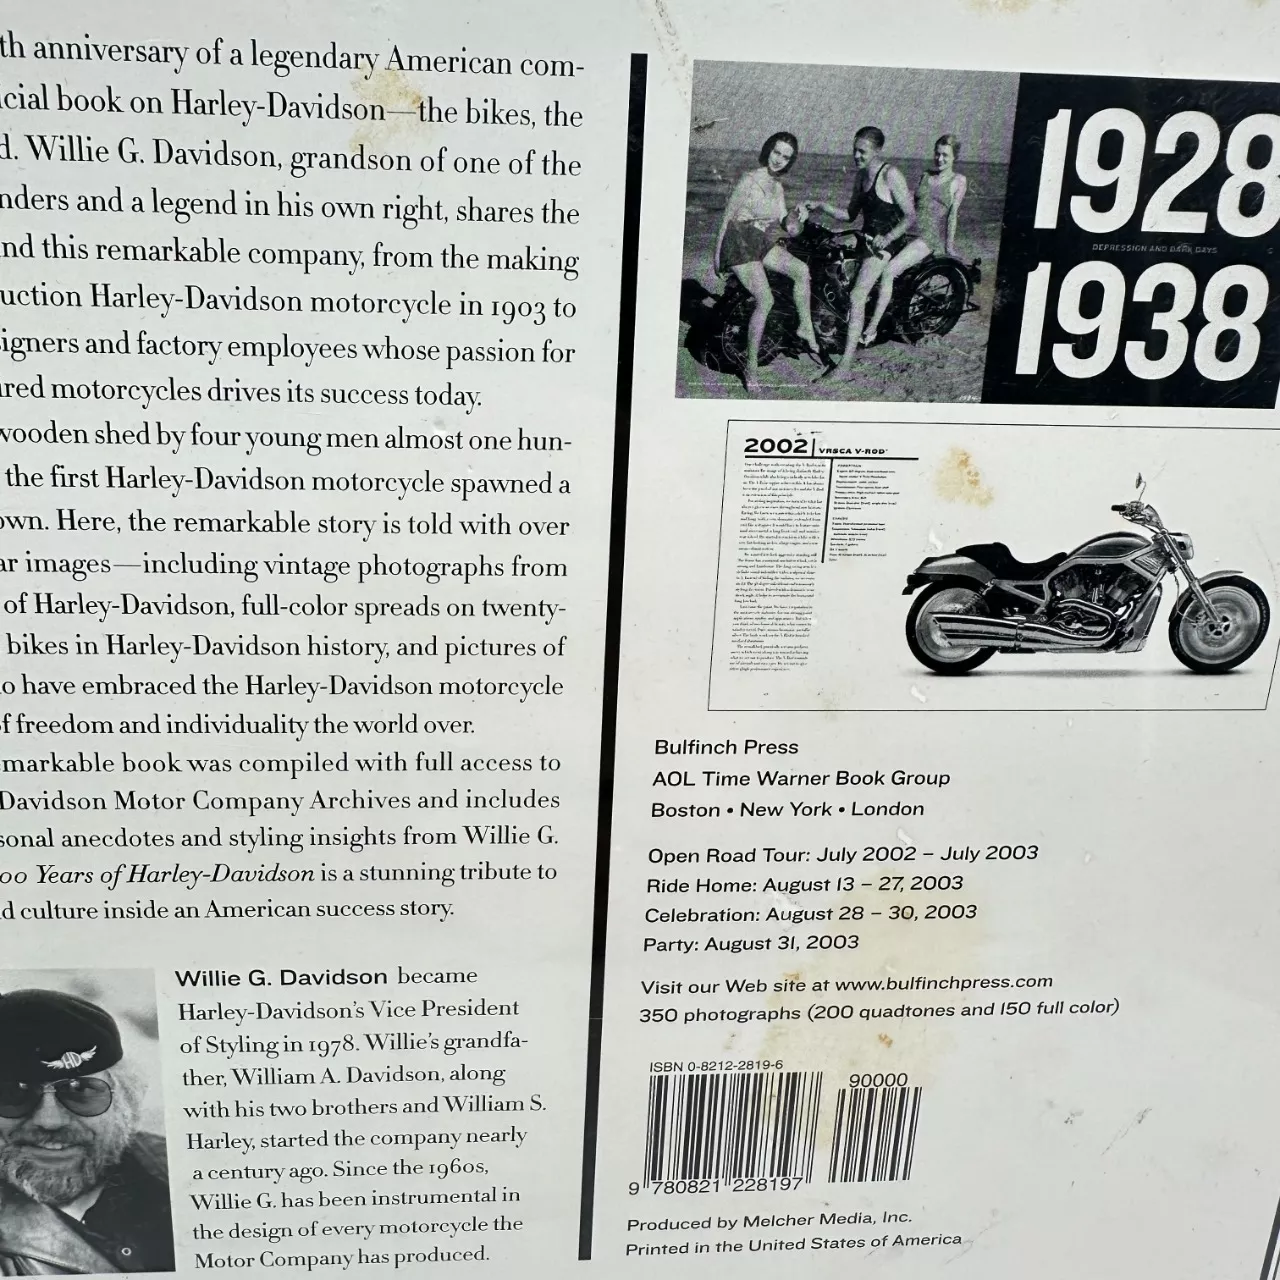 th anniversary of a legendary American com-
cial book on Harley-Davidson—the bikes, the
d. Willie G. Davidson, grandson of one of the
nders and a legend in his own right, shares the
nd this remarkable company, from the making
uction Harley-Davidson motorcycle in 1903 to
igners and factory employees whose passion for
red motorcycles drives its success today.
wooden shed by four young men almost one hun-
the first Harley-Davidson motorcycle spawned a
own. Here, the remarkable story is told with over
ar images—including vintage photographs from
of Harley-Davidson, full-color spreads on twenty-
bikes in Harley-Davidson history, and pictures of
o have embraced the Harley-Davidson motorcycle
f freedom and individuality the world over.
markable book was compiled with full access to
Davidson Motor Company Archives and includes
sonal anecdotes and styling insights from Willie G.
00 Years of Harley-Davidson is a stunning tribute to
d culture inside an American success story.
HD
Willie G. Davidson became
Harley-Davidson's Vice President
of Styling in 1978. Willie's grandfa-
ther, William A. Davidson, along
with his two brothers and William S.
Harley, started the company nearly
a century ago. Since the 1960s,
Willie G. has been instrumental in
the design of every motorcycle the
Motor Company has produced.
1928
DEPRESSION AND DARK DAYS
1938
2002 VRSCA V-ROD
Bulfinch Press
AOL Time Warner Book Group
Boston • New York • London
Open Road Tour: July 2002 – July 2003
Ride Home: August 13 – 27, 2003
Celebration: August 28 – 30, 2003
Party: August 31, 2003
Visit our Web site at www.bulfinchpress.com
350 photographs (200 quadtones and 150 full color)
ISBN 0-8212-2819-6
90000
9 780821 228197
Produced by Melcher Media, Inc.
Printed in the United States of America